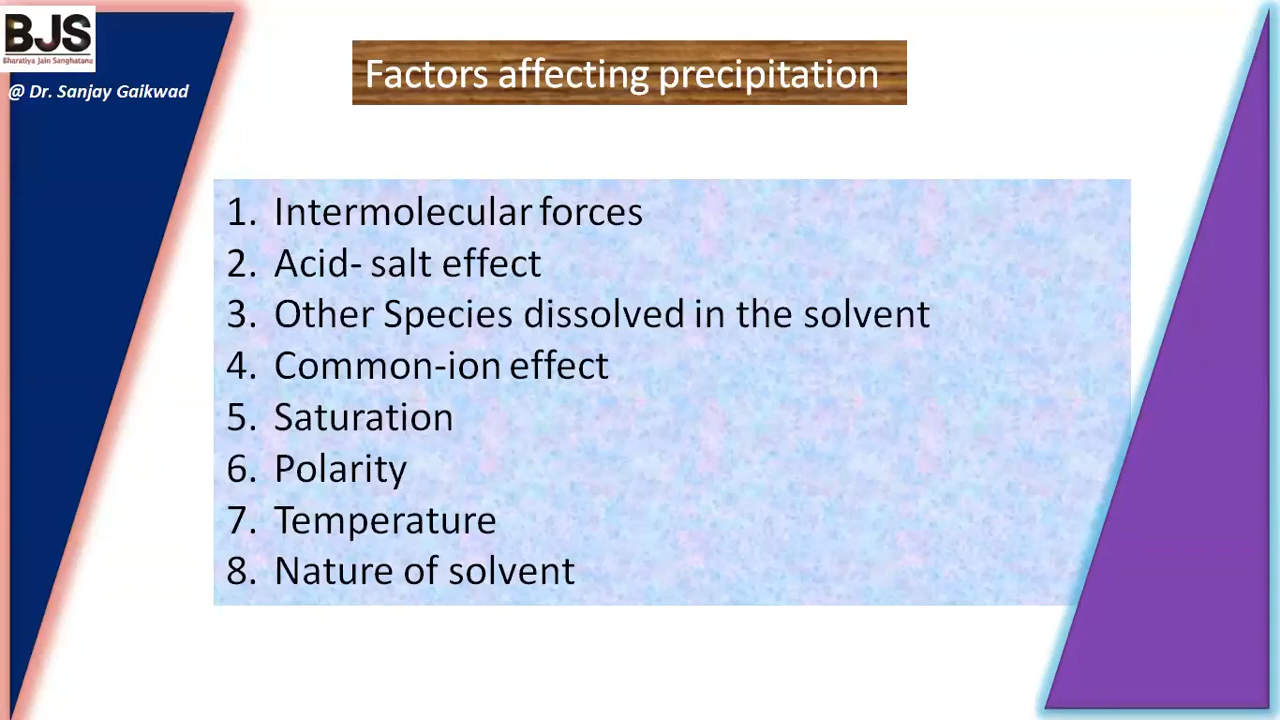 BJS
Bharatiya Jain Sanghatana
@ Dr. Sanjay Gaikwad
Factors affecting precipitation
1. Intermolecular forces
2. Acid- salt effect
3. Other Species dissolved in the solvent
4. Common-ion effect
5. Saturation
6. Polarity
7. Temperature
8. Nature of solvent